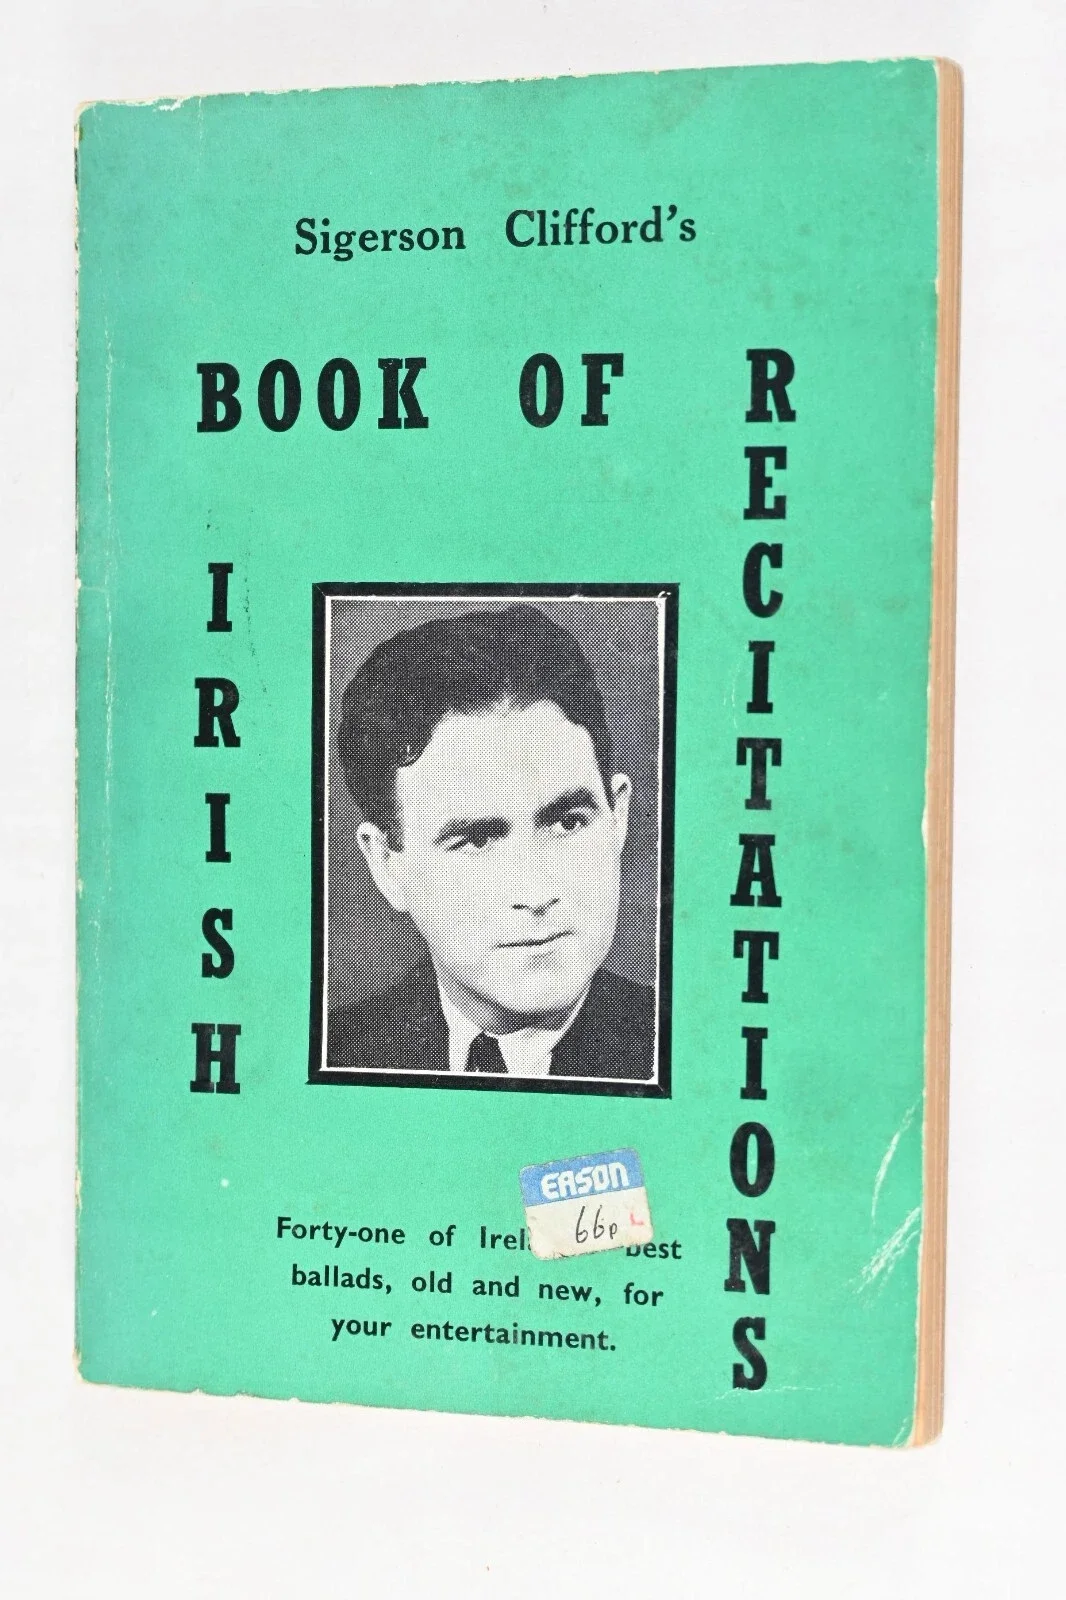 Sigerson Clifford's
BOOK OF
RECITATIONS
IRISH
EASON
66p L
Forty-one of best
ballads, old and new, for
your entertainment.